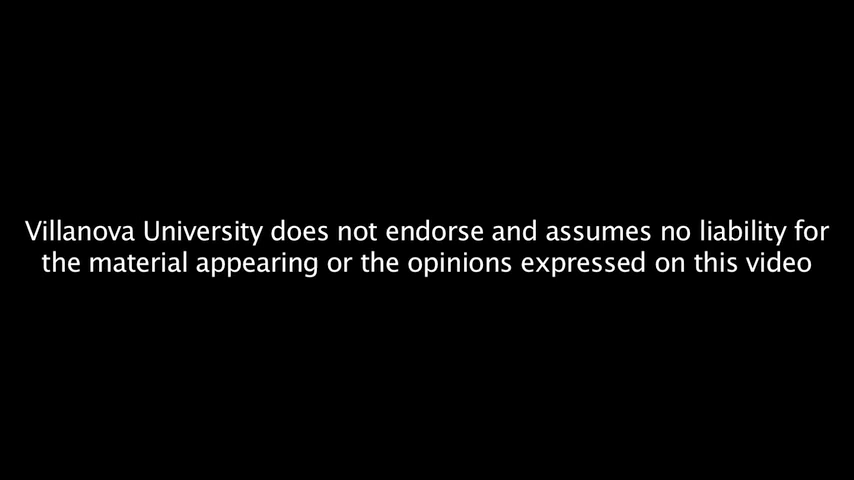 Villanova University does not endorse and assumes no liability for
the material appearing or the opinions expressed on this video